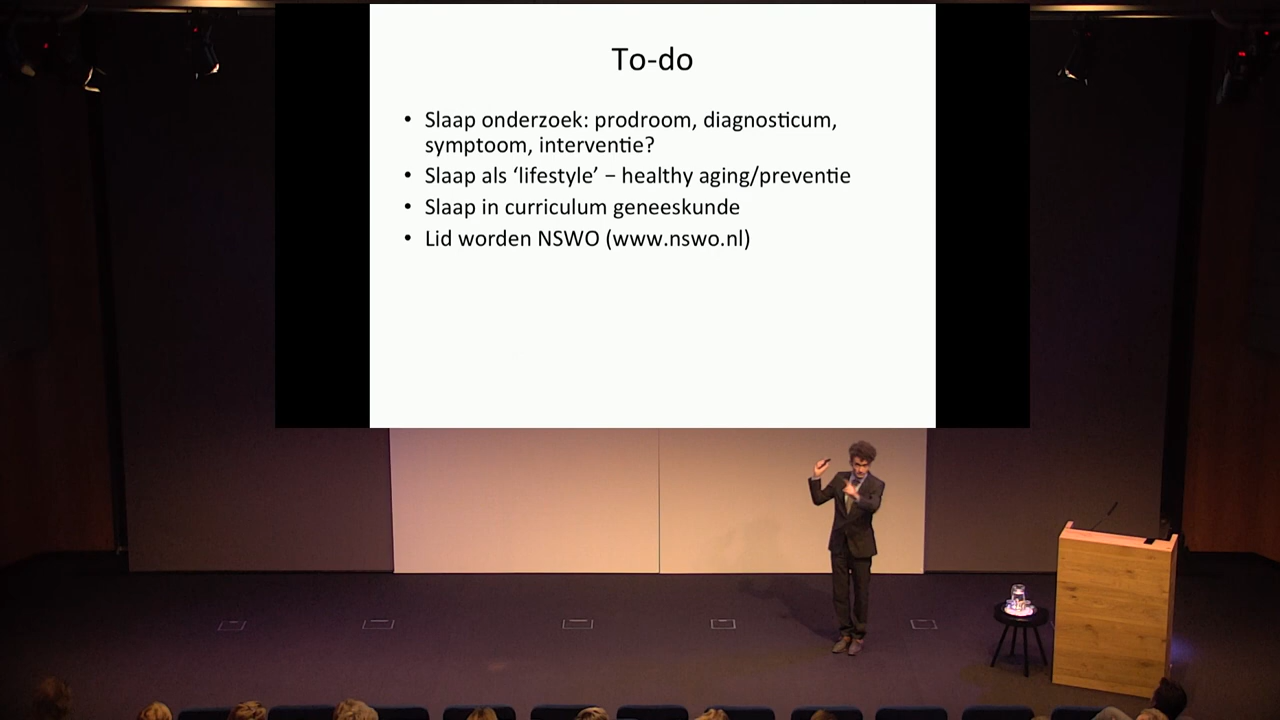 To-do
• Slaap onderzoek: prodroom, diagnosticum,
symptoom, interventie?
• Slaap als ‘lifestyle’ – healthy aging/preventie
• Slaap in curriculum geneeskunde
• Lid worden NSWO (www.nswo.nl)